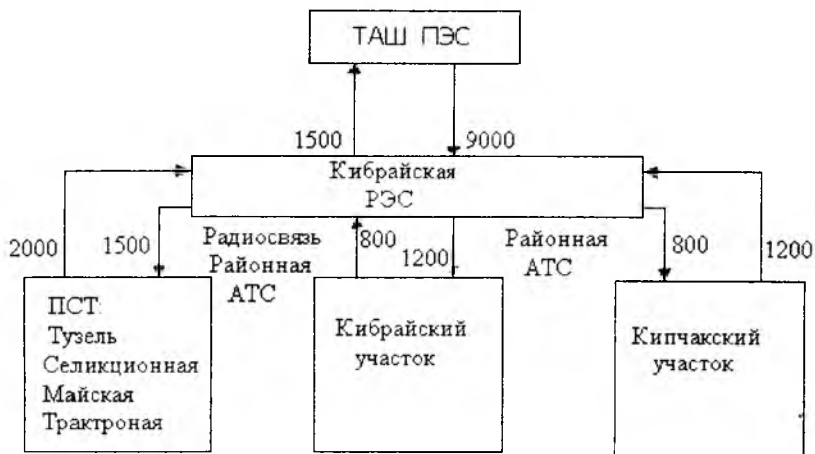 ТАШ ПЭС
1500
9000
Кибрайская
РЭС
2000
1500
Радиосвязь
Районная
АТС
800
1200
Районная
АТС
800
1200
ПСТ:
Тузель
Селикционная
Майская
Трактроная
Кибрайский
участок
Кипчакский
участок